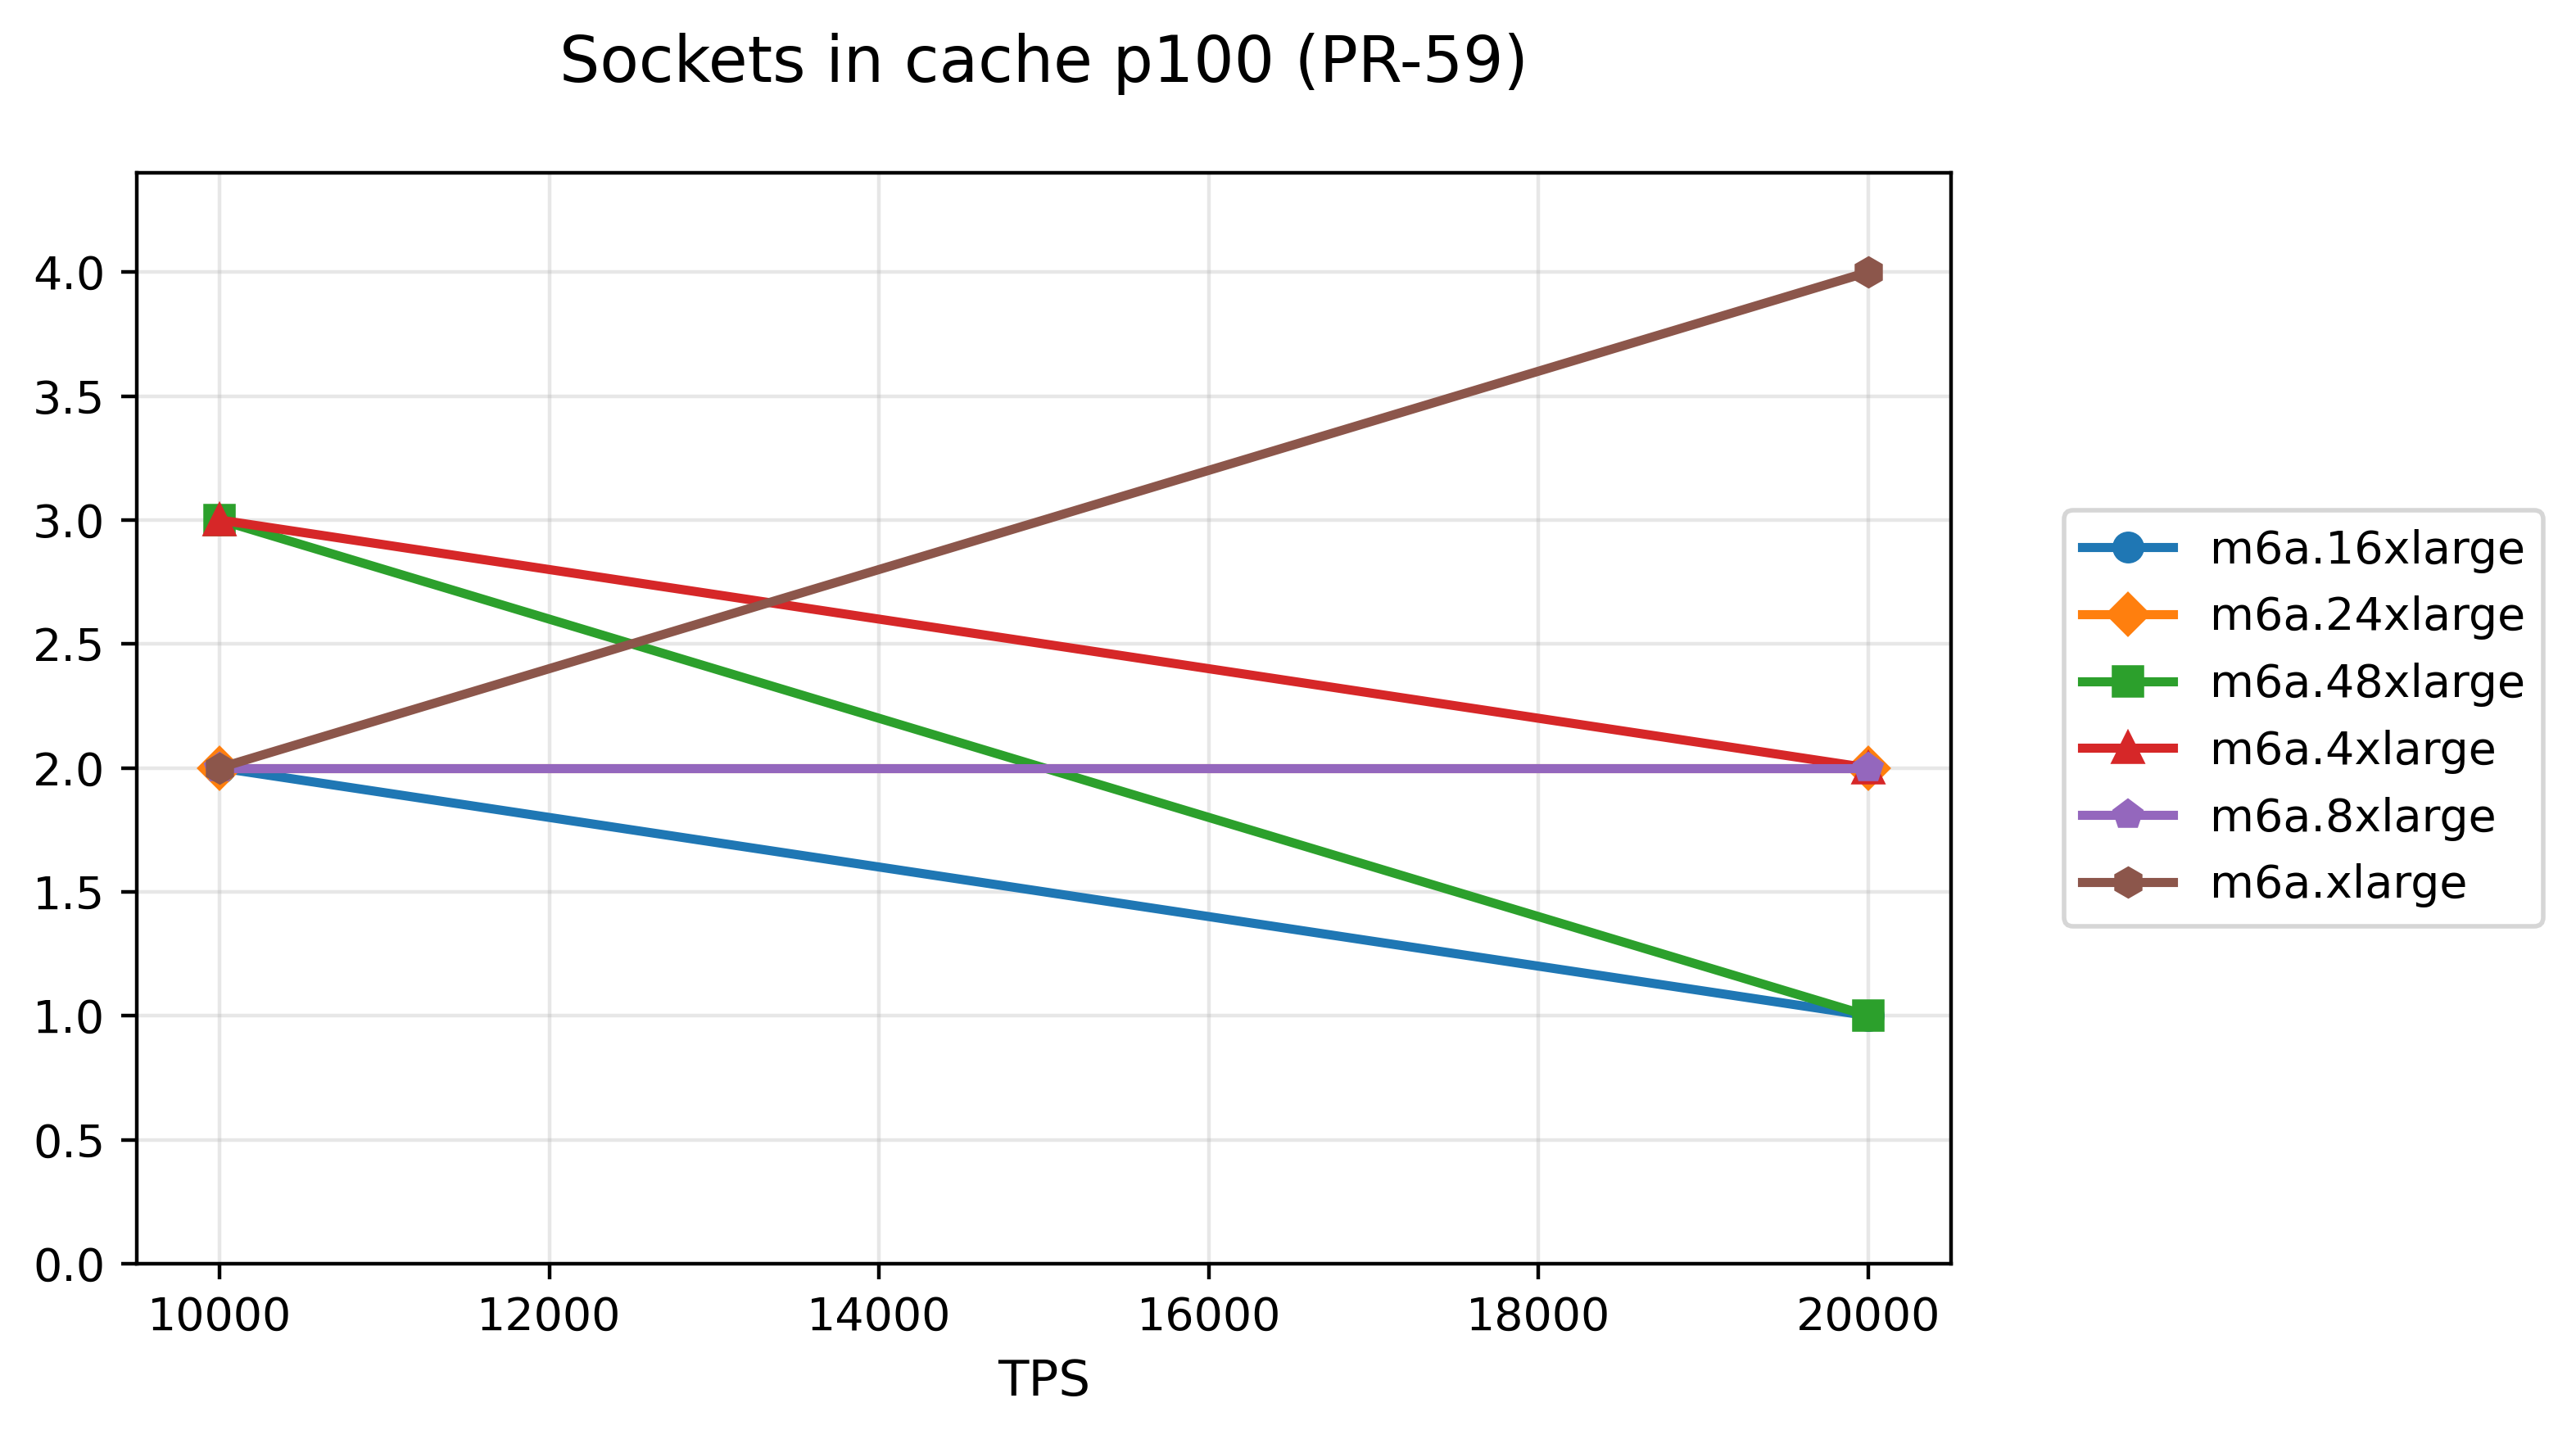 Sockets in cache p100 (PR-59)
4.0
3.5
3.0
2.5
2.0
1.5
1.0
0.5
0.0
10000 12000 14000 16000 18000 20000
TPS
m6a.16xlarge
m6a.24xlarge
m6a.48xlarge
m6a.4xlarge
m6a.8xlarge
m6a.xlarge